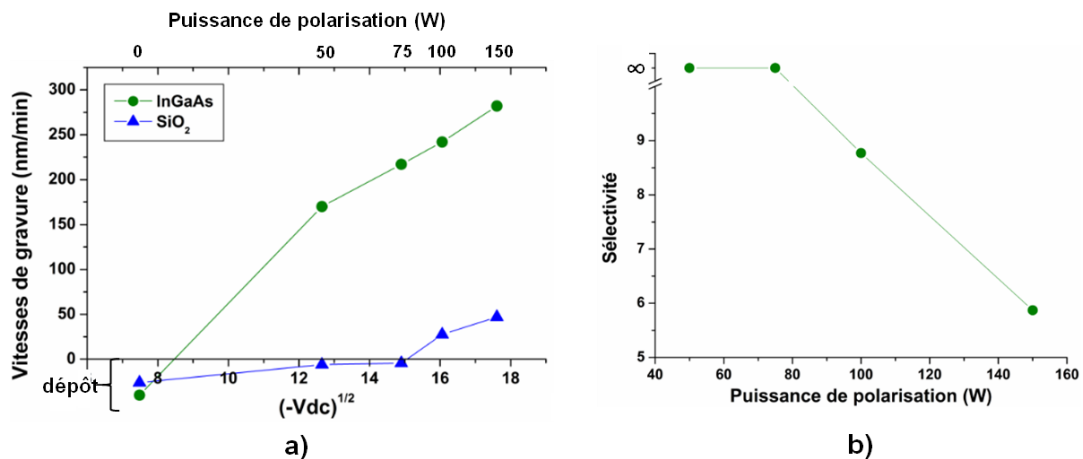 Puissance de polarisation (W)
0 50 75 100 150
InGaAs
SiO₂
Vitesses de gravure (nm/min)
300
250
200
150
100
50
0
dépôt
8 10 12 14 16 18
(-Vdc)^1/2
a)
Sélectivité
∞
9
8
7
6
5
40 60 80 100 120 140 160
Puissance de polarisation (W)
b)